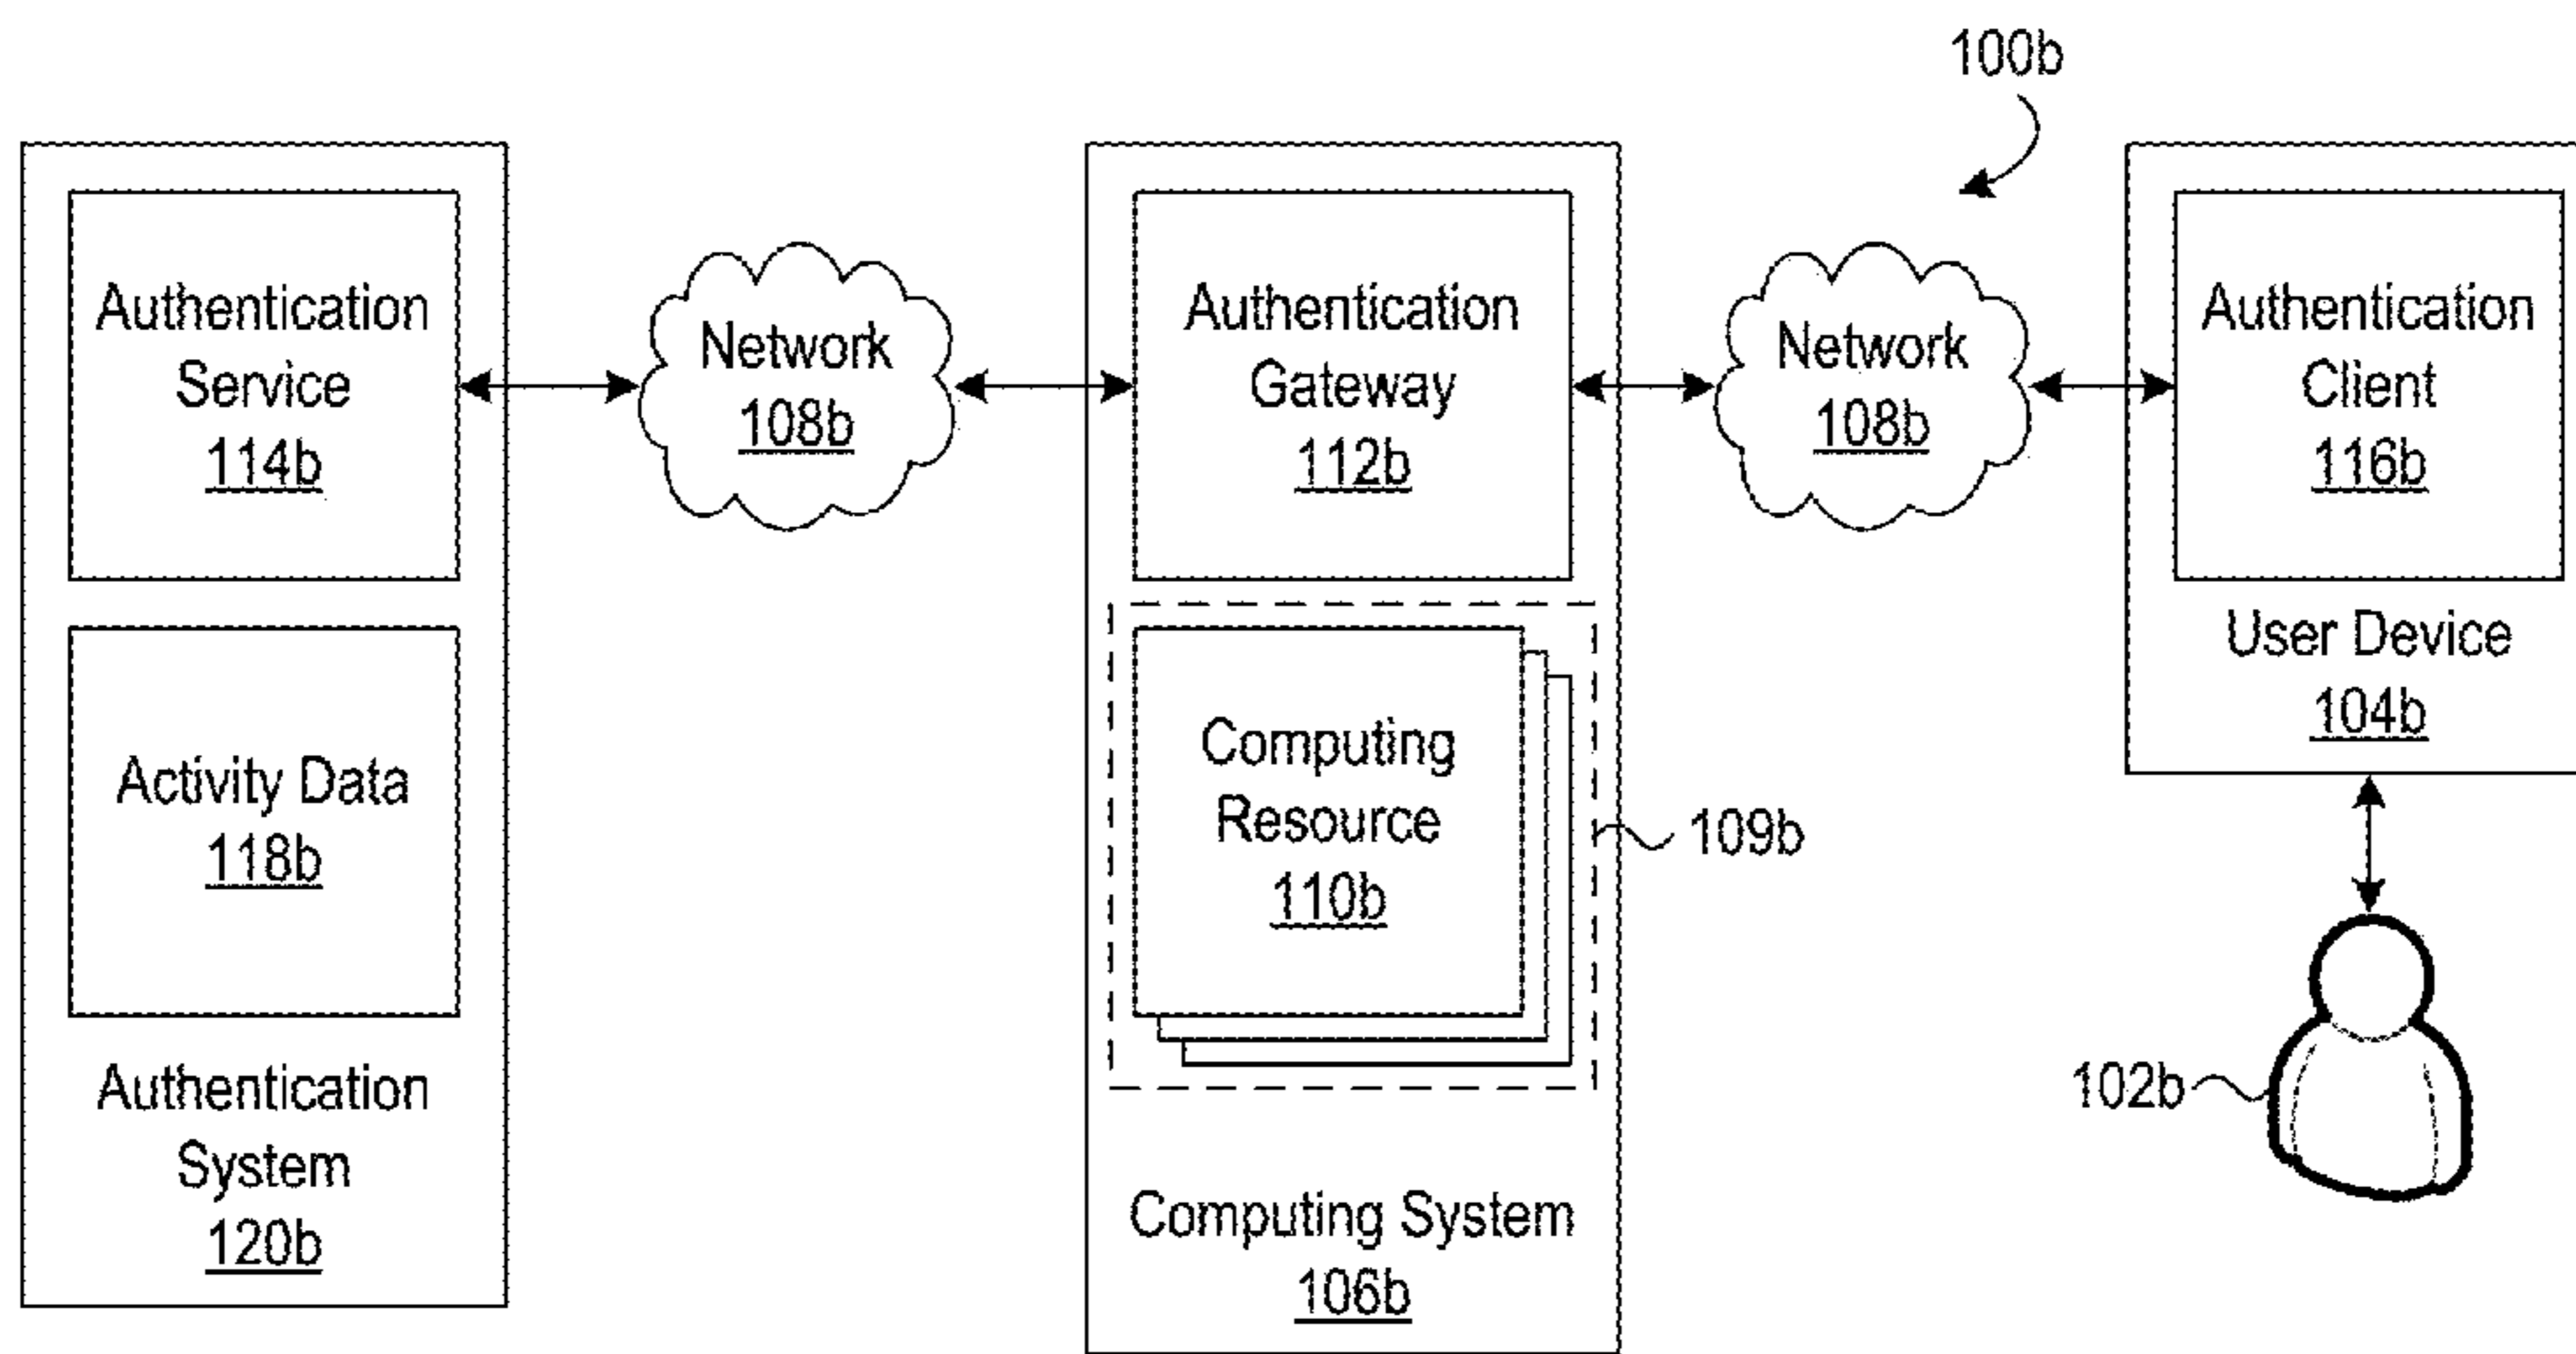 100b
Authentication
Service
114b
Network
108b
Authentication
Gateway
112b
Network
108b
Authentication
Client
116b
User Device
104b
Activity Data
118b
Computing
Resource
110b
109b
102b
Authentication
System
120b
Computing System
106b